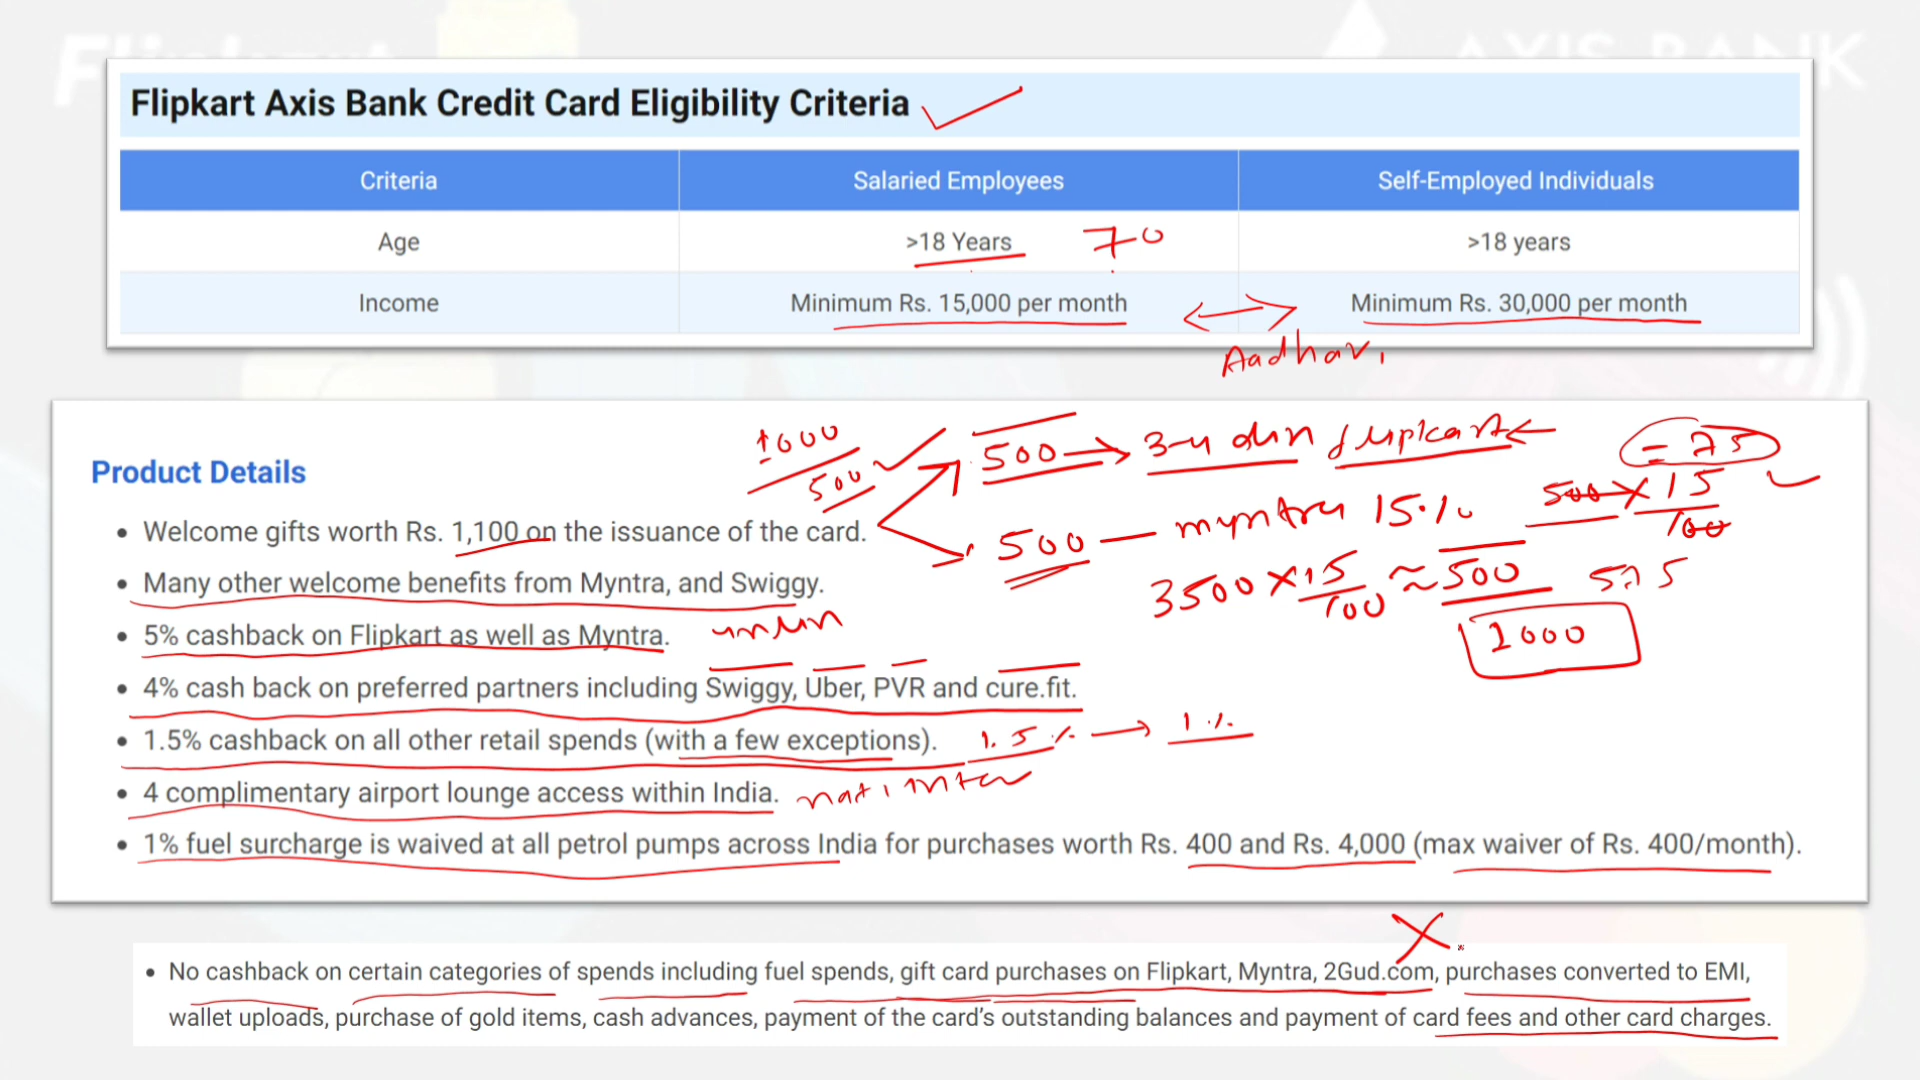 Flipkart AXIS BANK
Flipkart Axis Bank Credit Card Eligibility Criteria
Criteria Salaried Employees Self-Employed Individuals
Age >18 Years 70 >18 years
Income Minimum Rs. 15,000 per month Minimum Rs. 30,000 per month
Aadhar,
Product Details
1000
500
500 → 3-4 din flipkart ←
= 75
500 × 15
100
• Welcome gifts worth Rs. 1,100 on the issuance of the card.
500 — myntra 15%
• Many other welcome benefits from Myntra, and Swiggy.
3500 × 15
100
≈ 500
525
1000
• 5% cashback on Flipkart as well as Myntra.
• 4% cash back on preferred partners including Swiggy, Uber, PVR and cure.fit.
• 1.5% cashback on all other retail spends (with a few exceptions). 1.5% → 1%
• 4 complimentary airport lounge access within India.
• 1% fuel surcharge is waived at all petrol pumps across India for purchases worth Rs. 400 and Rs. 4,000 (max waiver of Rs. 400/month).
• No cashback on certain categories of spends including fuel spends, gift card purchases on Flipkart, Myntra, 2Gud.com, purchases converted to EMI,
wallet uploads, purchase of gold items, cash advances, payment of the card's outstanding balances and payment of card fees and other card charges.